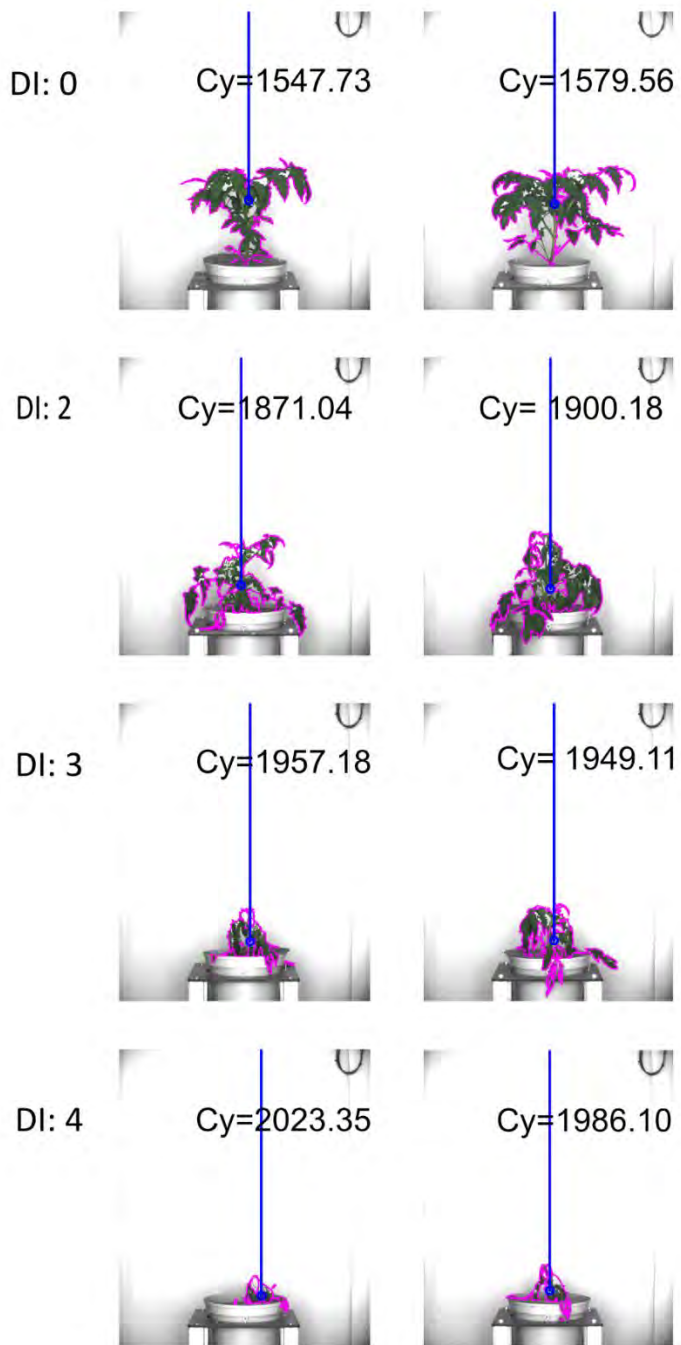 DI: 0 Cy=1547.73 Cy=1579.56
DI: 2 Cy=1871.04 Cy= 1900.18
DI: 3 Cy=1957.18 Cy= 1949.11
DI: 4 Cy=2023.35 Cy=1986.10